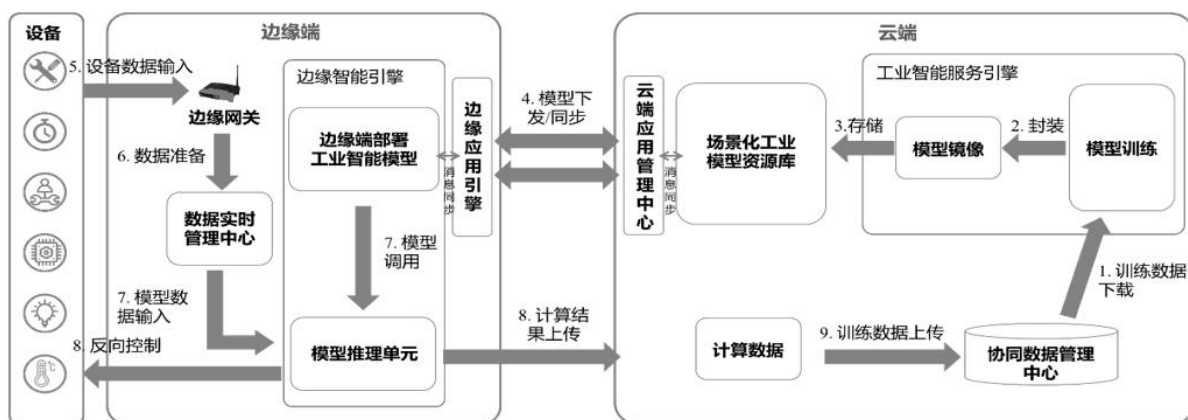 设备
边缘端
云端
5. 设备数据输入
边缘网关
6. 数据准备
数据实时
管理中心
7. 模型数
据输入
8. 反向控制
边缘智能引擎
边缘端部署
工业智能模型
消息同步
边缘应用引擎
7. 模型
调用
模型推理单元
4. 模型下
发/同步
8. 计算结
果上传
云端应用管理中心
消息同步
场景化工业
模型资源库
工业智能服务引擎
3.存储
模型镜像
2. 封装
模型训练
1. 训练数据
下载
计算数据
9. 训练数据上传
协同数据管理
中心
°C